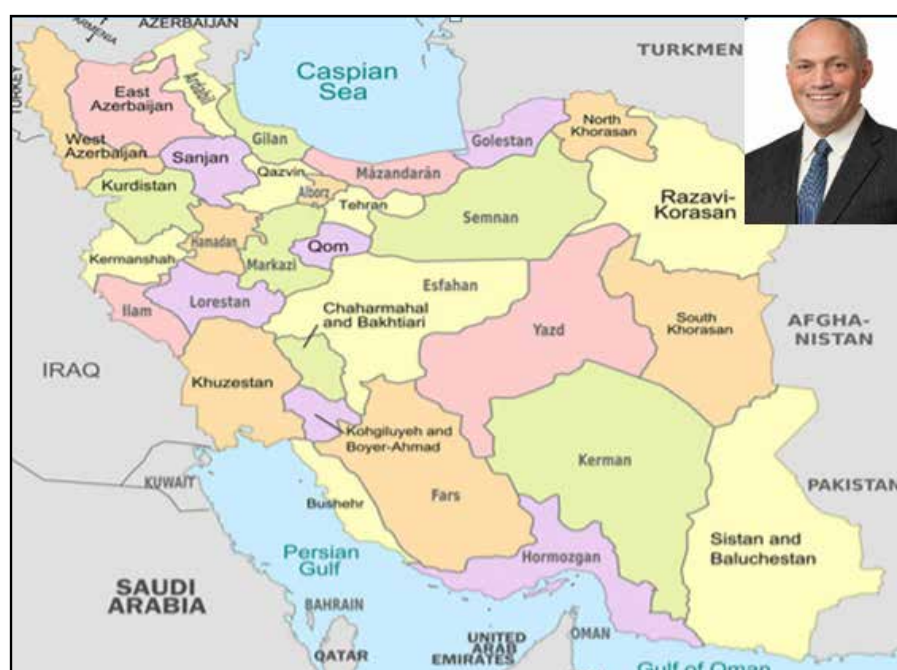 ARMENIA
AZERBAIJAN
TURKMEN
TURKEY
Caspian
Sea
East
Azerbaijan
Ardabil
West
Azerbaijan
Gilan
North
Khorasan
Golestan
Sanjan
Qazvin
Māzandarān
Alborz
Kurdistan
Tehran
Razavi-
Korasan
Semnan
Hamadan
Qom
Kermanshah
Markazi
Esfahan
Ilam
Lorestan
Chaharmahal
and Bakhtiari
Yazd
South
Khorasan
AFGHA-
NISTAN
IRAQ
Khuzestan
Kohgiluyeh and
Boyer-Ahmad
Kerman
KUWAIT
Fars
PAKISTAN
Bushehr
Sistan and
Baluchestan
Persian
Gulf
Hormozgan
SAUDI
ARABIA
BAHRAIN
QATAR
UNITED
ARAB
EMIRATES
OMAN
Gulf of Oman